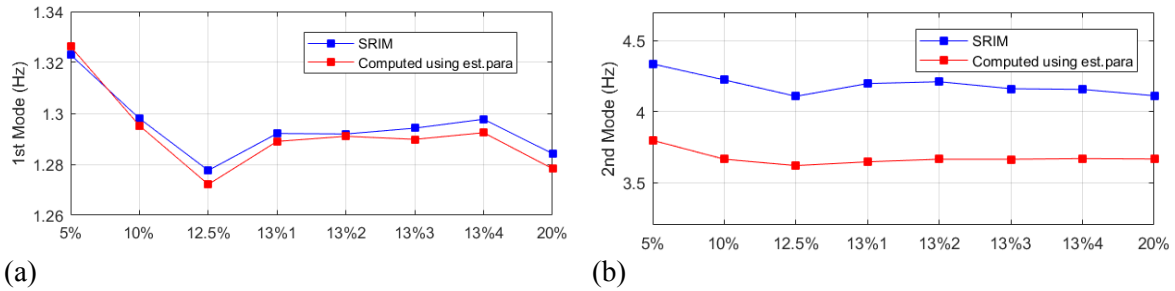 1.34
1.32
1.3
1.28
1.26
1st Mode (Hz)
SRIM
Computed using est.para
5% 10% 12.5% 13%1 13%2 13%3 13%4 20%
(a)
4.5
4
3.5
2nd Mode (Hz)
SRIM
Computed using est.para
5% 10% 12.5% 13%1 13%2 13%3 13%4 20%
(b)